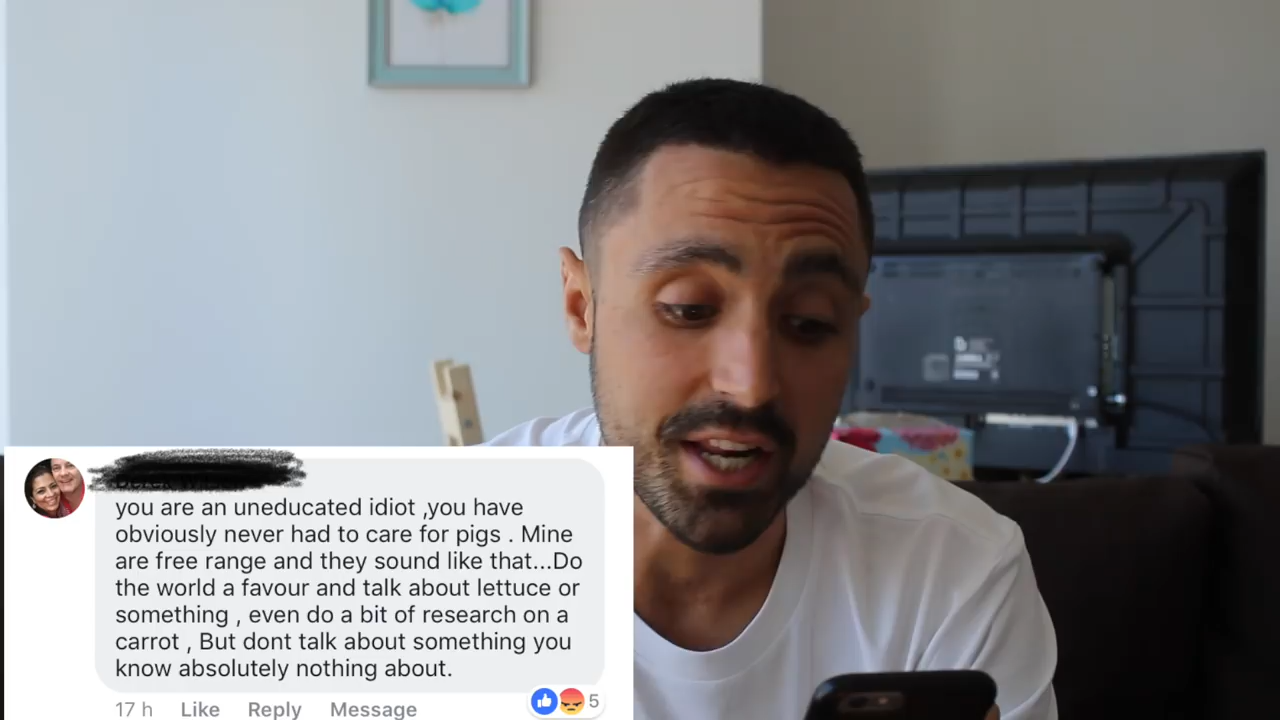 you are an uneducated idiot ,you have
obviously never had to care for pigs . Mine
are free range and they sound like that...Do
the world a favour and talk about lettuce or
something , even do a bit of research on a
carrot , But dont talk about something you
know absolutely nothing about.
17 h Like Reply Message 5